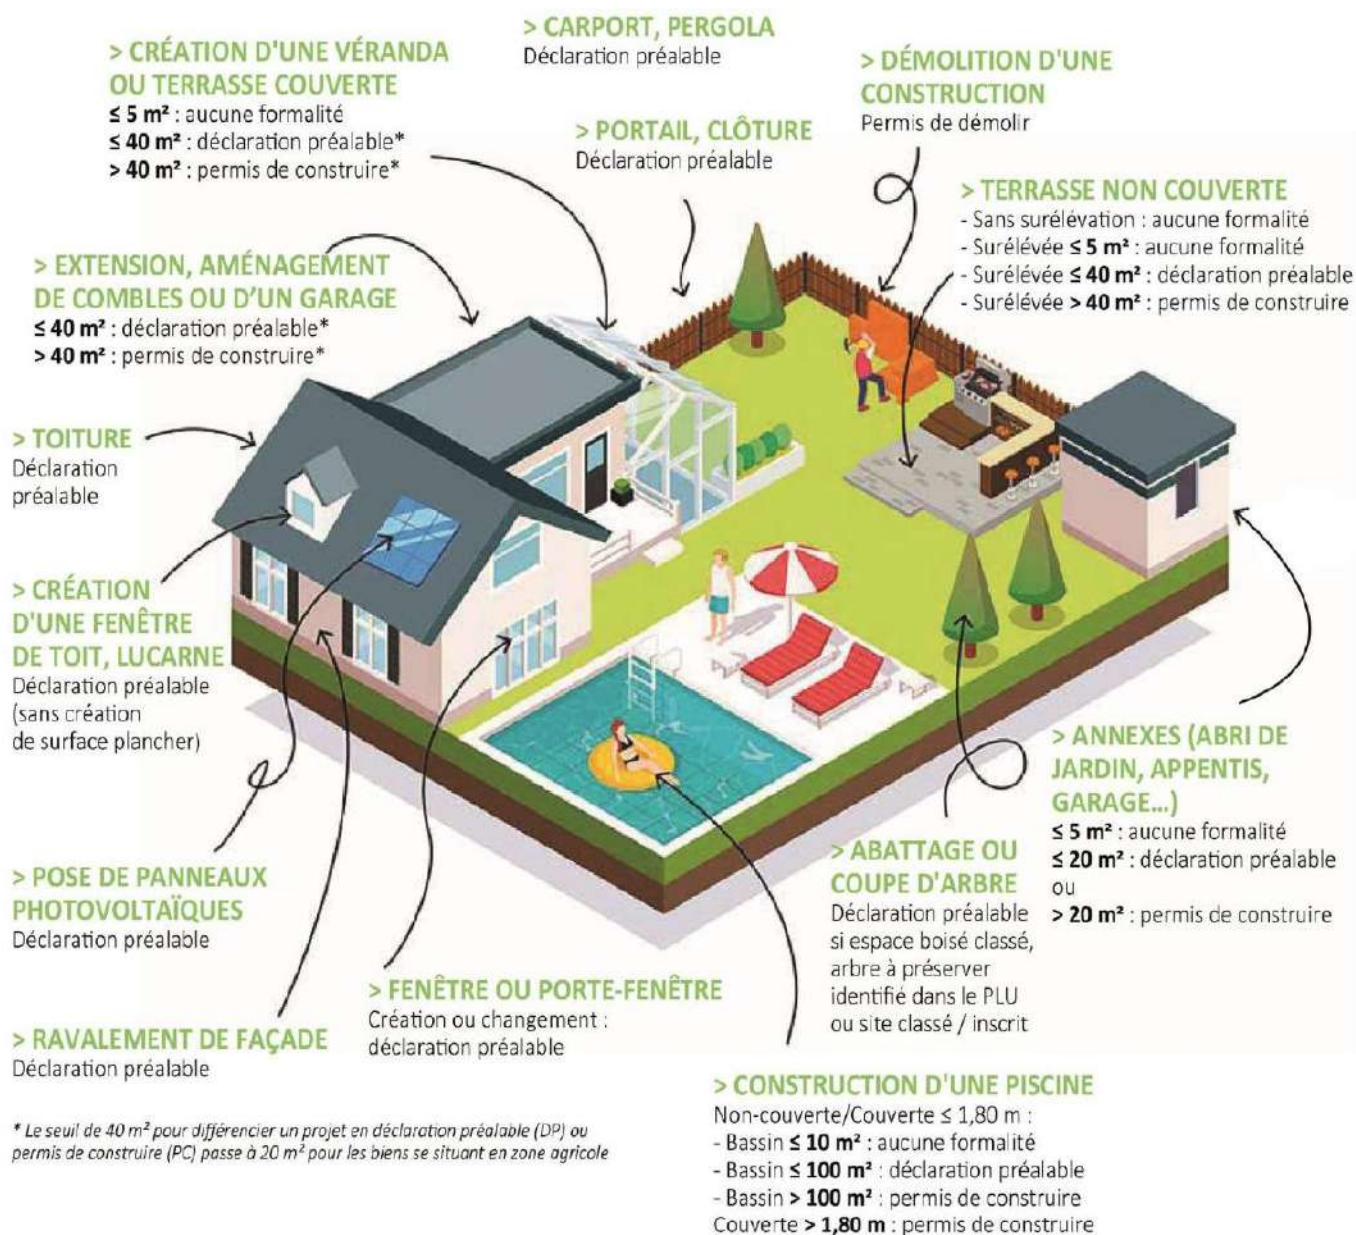 > CRÉATION D'UNE VÉRANDA
OU TERRASSE COUVERTE
≤ 5 m² : aucune formalité
≤ 40 m² : déclaration préalable*
> 40 m² : permis de construire*
> CARPORT, PERGOLA
Déclaration préalable
> PORTAIL, CLÔTURE
Déclaration préalable
> DÉMOLITION D'UNE
CONSTRUCTION
Permis de démolir
> TERRASSE NON COUVERTE
- Sans surélévation : aucune formalité
- Surélévée ≤ 5 m² : aucune formalité
- Surélévée ≤ 40 m² : déclaration préalable
- Surélévée > 40 m² : permis de construire
> EXTENSION, AMÉNAGEMENT
DE COMBLES OU D'UN GARAGE
≤ 40 m² : déclaration préalable*
> 40 m² : permis de construire*
> TOITURE
Déclaration
préalable
> CRÉATION
D'UNE FENÊTRE
DE TOIT, LUCARNE
Déclaration préalable
(sans création
de surface plancher)
> POSE DE PANNEAUX
PHOTOVOLTAÏQUES
Déclaration préalable
> RAVALEMENT DE FAÇADE
Déclaration préalable
> FENÊTRE OU PORTE-FENÊTRE
Création ou changement :
déclaration préalable
> ABATTAGE OU
COUPE D'ARBRE
Déclaration préalable
si espace boisé classé,
arbre à préserver
identifié dans le PLU
ou site classé / inscrit
> ANNEXES (ABRI DE
JARDIN, APPENTIS,
GARAGE...)
≤ 5 m² : aucune formalité
≤ 20 m² : déclaration préalable
ou
> 20 m² : permis de construire
> CONSTRUCTION D'UNE PISCINE
Non-couverte/Couverte ≤ 1,80 m :
- Bassin ≤ 10 m² : aucune formalité
- Bassin ≤ 100 m² : déclaration préalable
- Bassin > 100 m² : permis de construire
Couverte > 1,80 m : permis de construire
* Le seuil de 40 m² pour différencier un projet en déclaration préalable (DP) ou
permis de construire (PC) passe à 20 m² pour les biens se situant en zone agricole